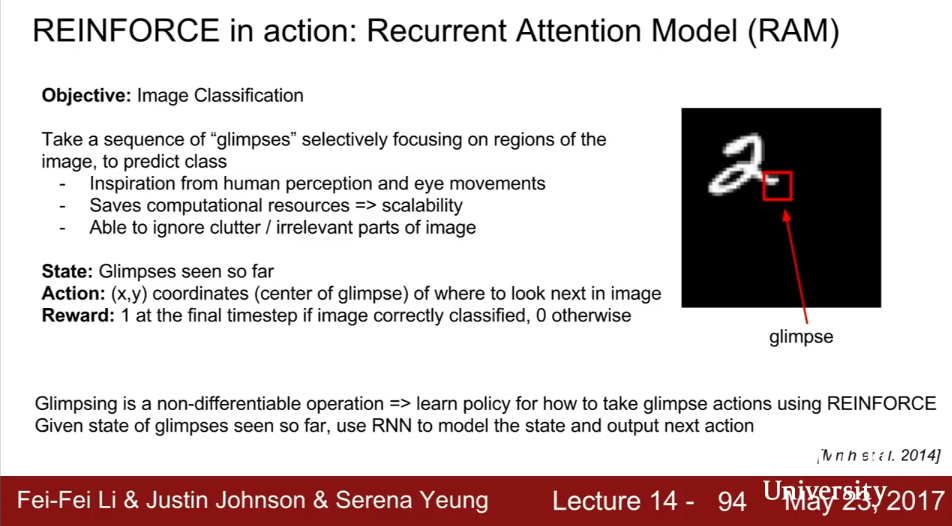 REINFORCE in action: Recurrent Attention Model (RAM)
Objective: Image Classification
Take a sequence of “glimpses” selectively focusing on regions of the
image, to predict class
- Inspiration from human perception and eye movements
- Saves computational resources => scalability
- Able to ignore clutter / irrelevant parts of image
State: Glimpses seen so far
Action: (x,y) coordinates (center of glimpse) of where to look next in image
Reward: 1 at the final timestep if image correctly classified, 0 otherwise
2
glimpse
Glimpsing is a non-differentiable operation => learn policy for how to take glimpse actions using REINFORCE
Given state of glimpses seen so far, use RNN to model the state and output next action
[Mnih et al. 2014]
Fei-Fei Li & Justin Johnson & Serena Yeung Lecture 14 - 94 May 23, 2017
University